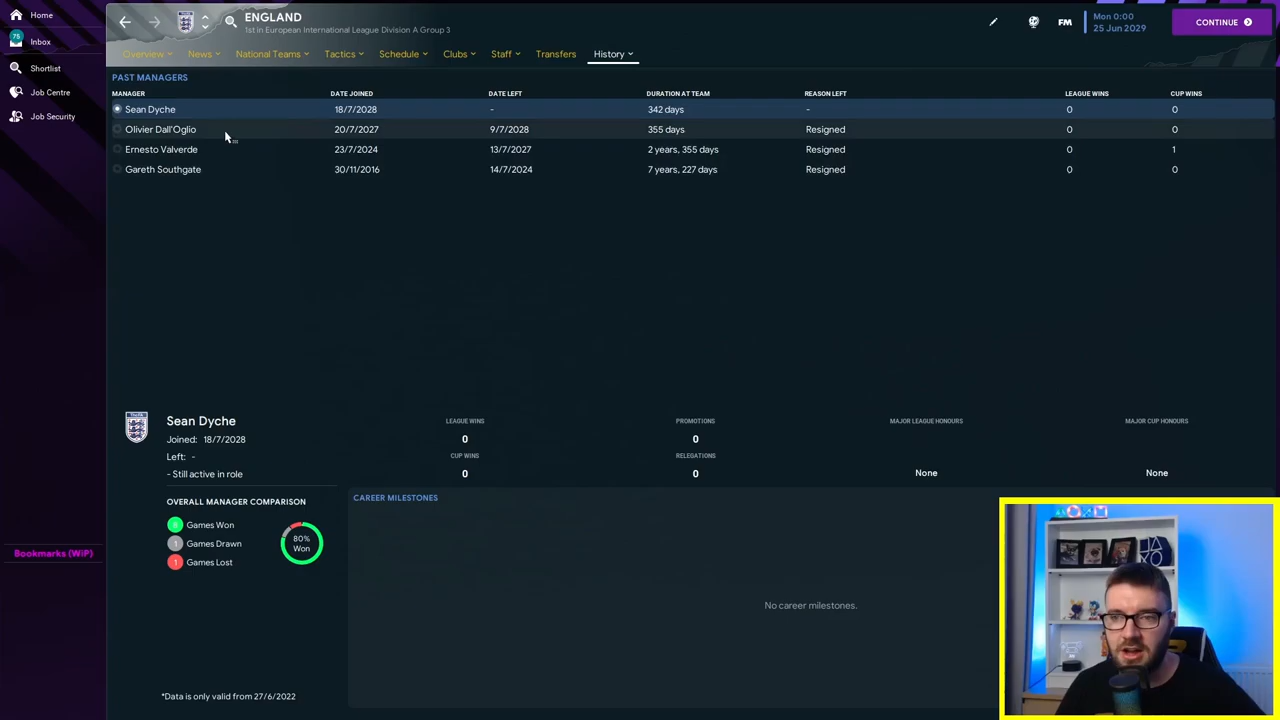 Home
75
Inbox
Shortlist
Job Centre
Job Security
Bookmarks (WiP)
ENGLAND
1st in European International League Division A Group 3
FM
Mon 0:00
25 Jun 2029
CONTINUE
Overview News National Teams Tactics Schedule Clubs Staff Transfers History
PAST MANAGERS
MANAGER DATE JOINED DATE LEFT DURATION AT TEAM REASON LEFT LEAGUE WINS CUP WINS
Sean Dyche 18/7/2028 - 342 days - 0 0
Olivier Dall'Oglio 20/7/2027 9/7/2028 355 days Resigned 0 0
Ernesto Valverde 23/7/2024 13/7/2027 2 years, 355 days Resigned 0 1
Gareth Southgate 30/11/2016 14/7/2024 7 years, 227 days Resigned 0 0
Sean Dyche
Joined: 18/7/2028
Left: -
- Still active in role
LEAGUE WINS PROMOTIONS MAJOR LEAGUE HONOURS MAJOR CUP HONOURS
0 0
CUP WINS RELEGATIONS
0 0 None None
OVERALL MANAGER COMPARISON
8 Games Won
1 Games Drawn
1 Games Lost
80%
Won
CAREER MILESTONES
No career milestones.
*Data is only valid from 27/6/2022